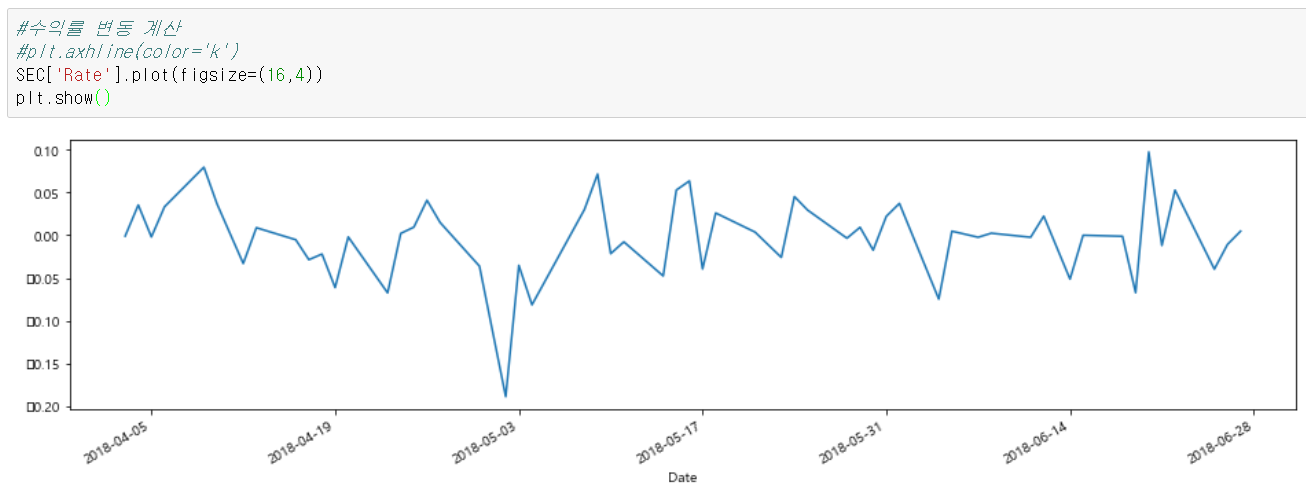 #수익률 변동 계산
#plt.axhline(color='k')
SEC['Rate'].plot(figsize=(16,4))
plt.show()
0.10
0.05
0.00
□0.05
□0.10
□0.15
□0.20
2018-04-05
2018-04-19
2018-05-03
2018-05-17
2018-05-31
2018-06-14
2018-06-28
Date